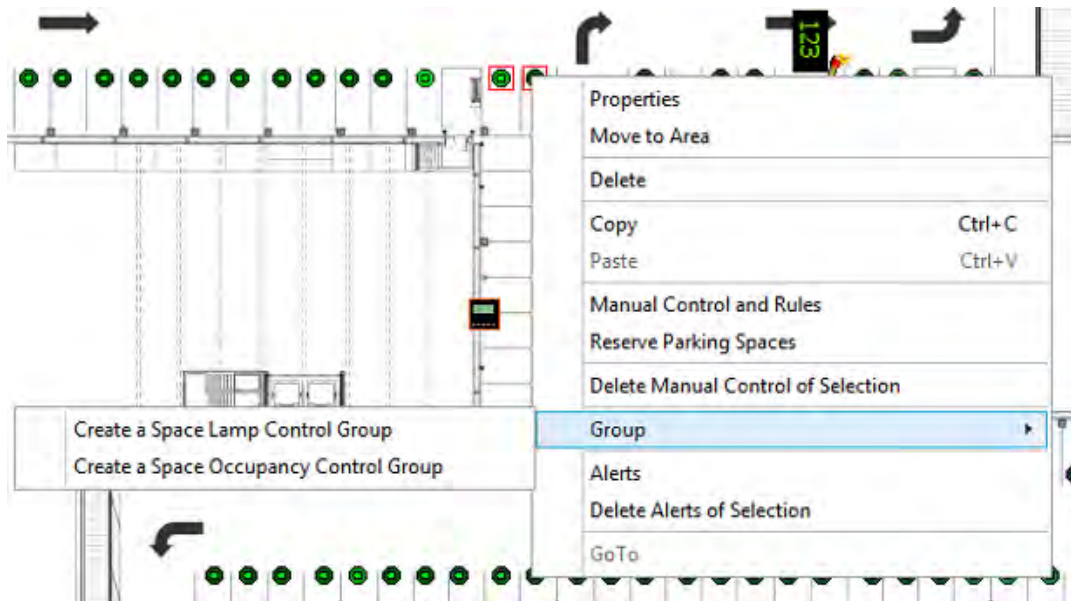 123
Properties
Move to Area
Delete
Copy Ctrl+C
Paste Ctrl+V
Manual Control and Rules
Reserve Parking Spaces
Delete Manual Control of Selection
Group
Create a Space Lamp Control Group
Create a Space Occupancy Control Group
Alerts
Delete Alerts of Selection
GoTo